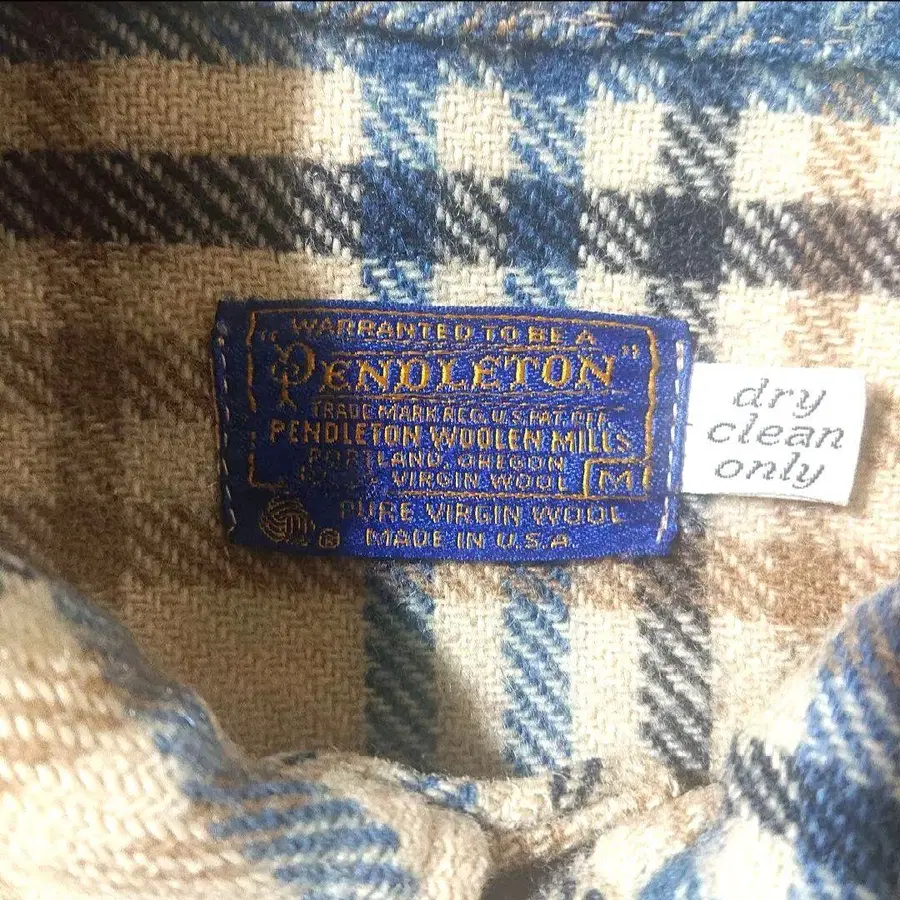 "WARRANTED TO BE A
PENDLETON"
TRADE MARK REG. U.S. PAT. OFF.
PENDLETON WOOLEN MILLS
PORTLAND, OREGON
VIRGIN WOOL M
PURE VIRGIN WOOL
® MADE IN U.S.A.
dry
clean
only